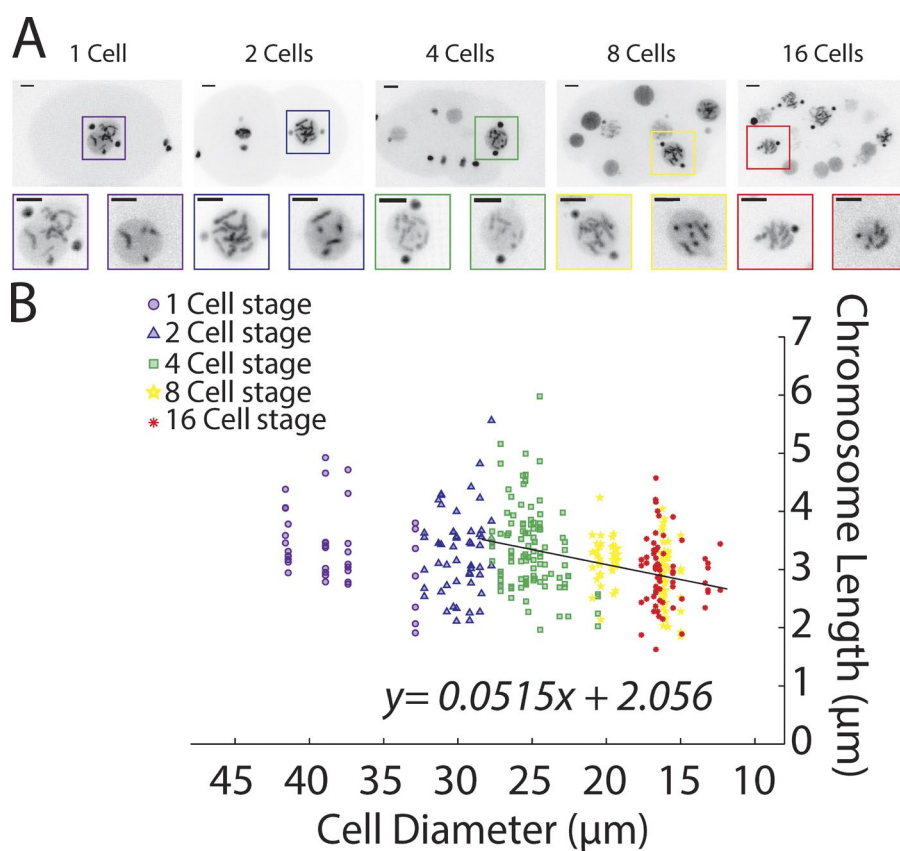 A
1 Cell 2 Cells 4 Cells 8 Cells 16 Cells
B
1 Cell stage
2 Cell stage
4 Cell stage
8 Cell stage
16 Cell stage
7
6
5
4
3
2
1
0
Chromosome Length (μm)
y= 0.0515x + 2.056
45 40 35 30 25 20 15 10
Cell Diameter (μm)